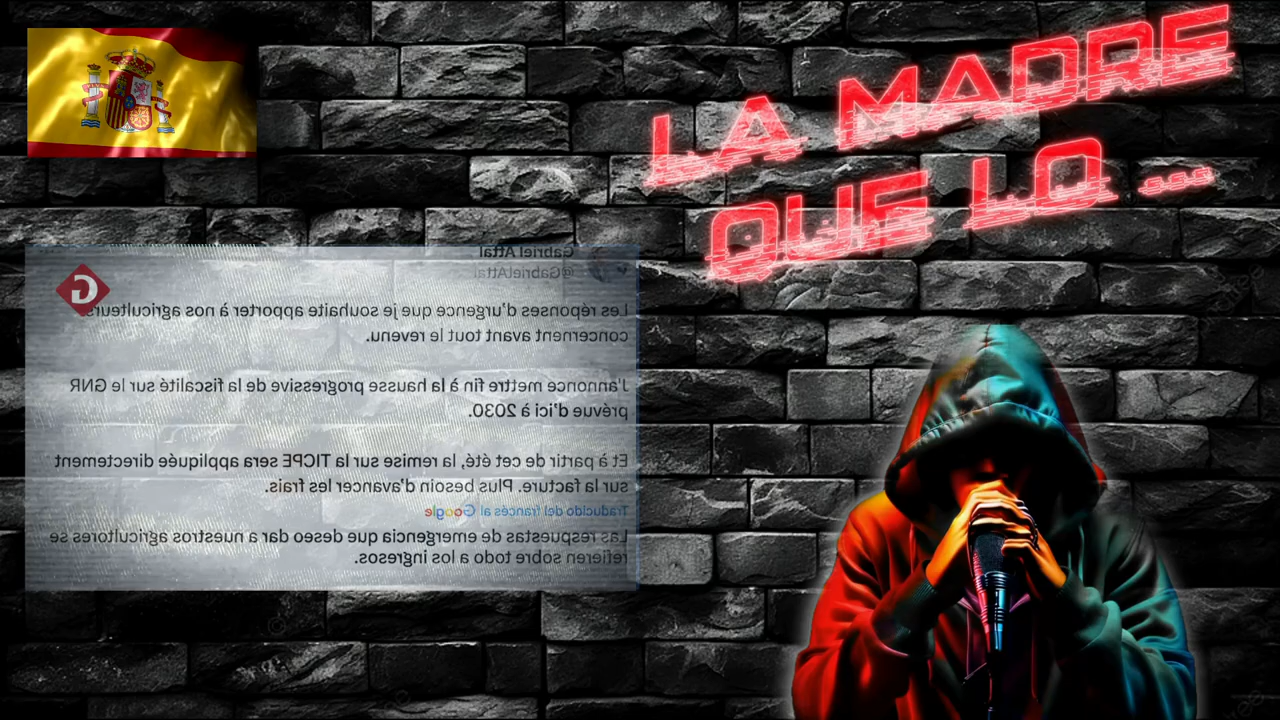 LA MADRE
QUE LO ...
Gabriel Attal
@GabrielAttal
G
Les réponses d'urgence que je souhaite apporter à nos agriculteurs
concernent avant tout le revenu.
J'annonce mettre fin à la hausse progressive de la fiscalité sur le GNR
prévue d'ici à 2030.
Et à partir de cet été, la remise sur la TICPE sera appliquée directement
sur la facture. Plus besoin d'avancer les frais.
Traducido del francés al Google
Las respuestas de emergencia que deseo dar a nuestros agricultores se
refieren sobre todo a los ingresos.